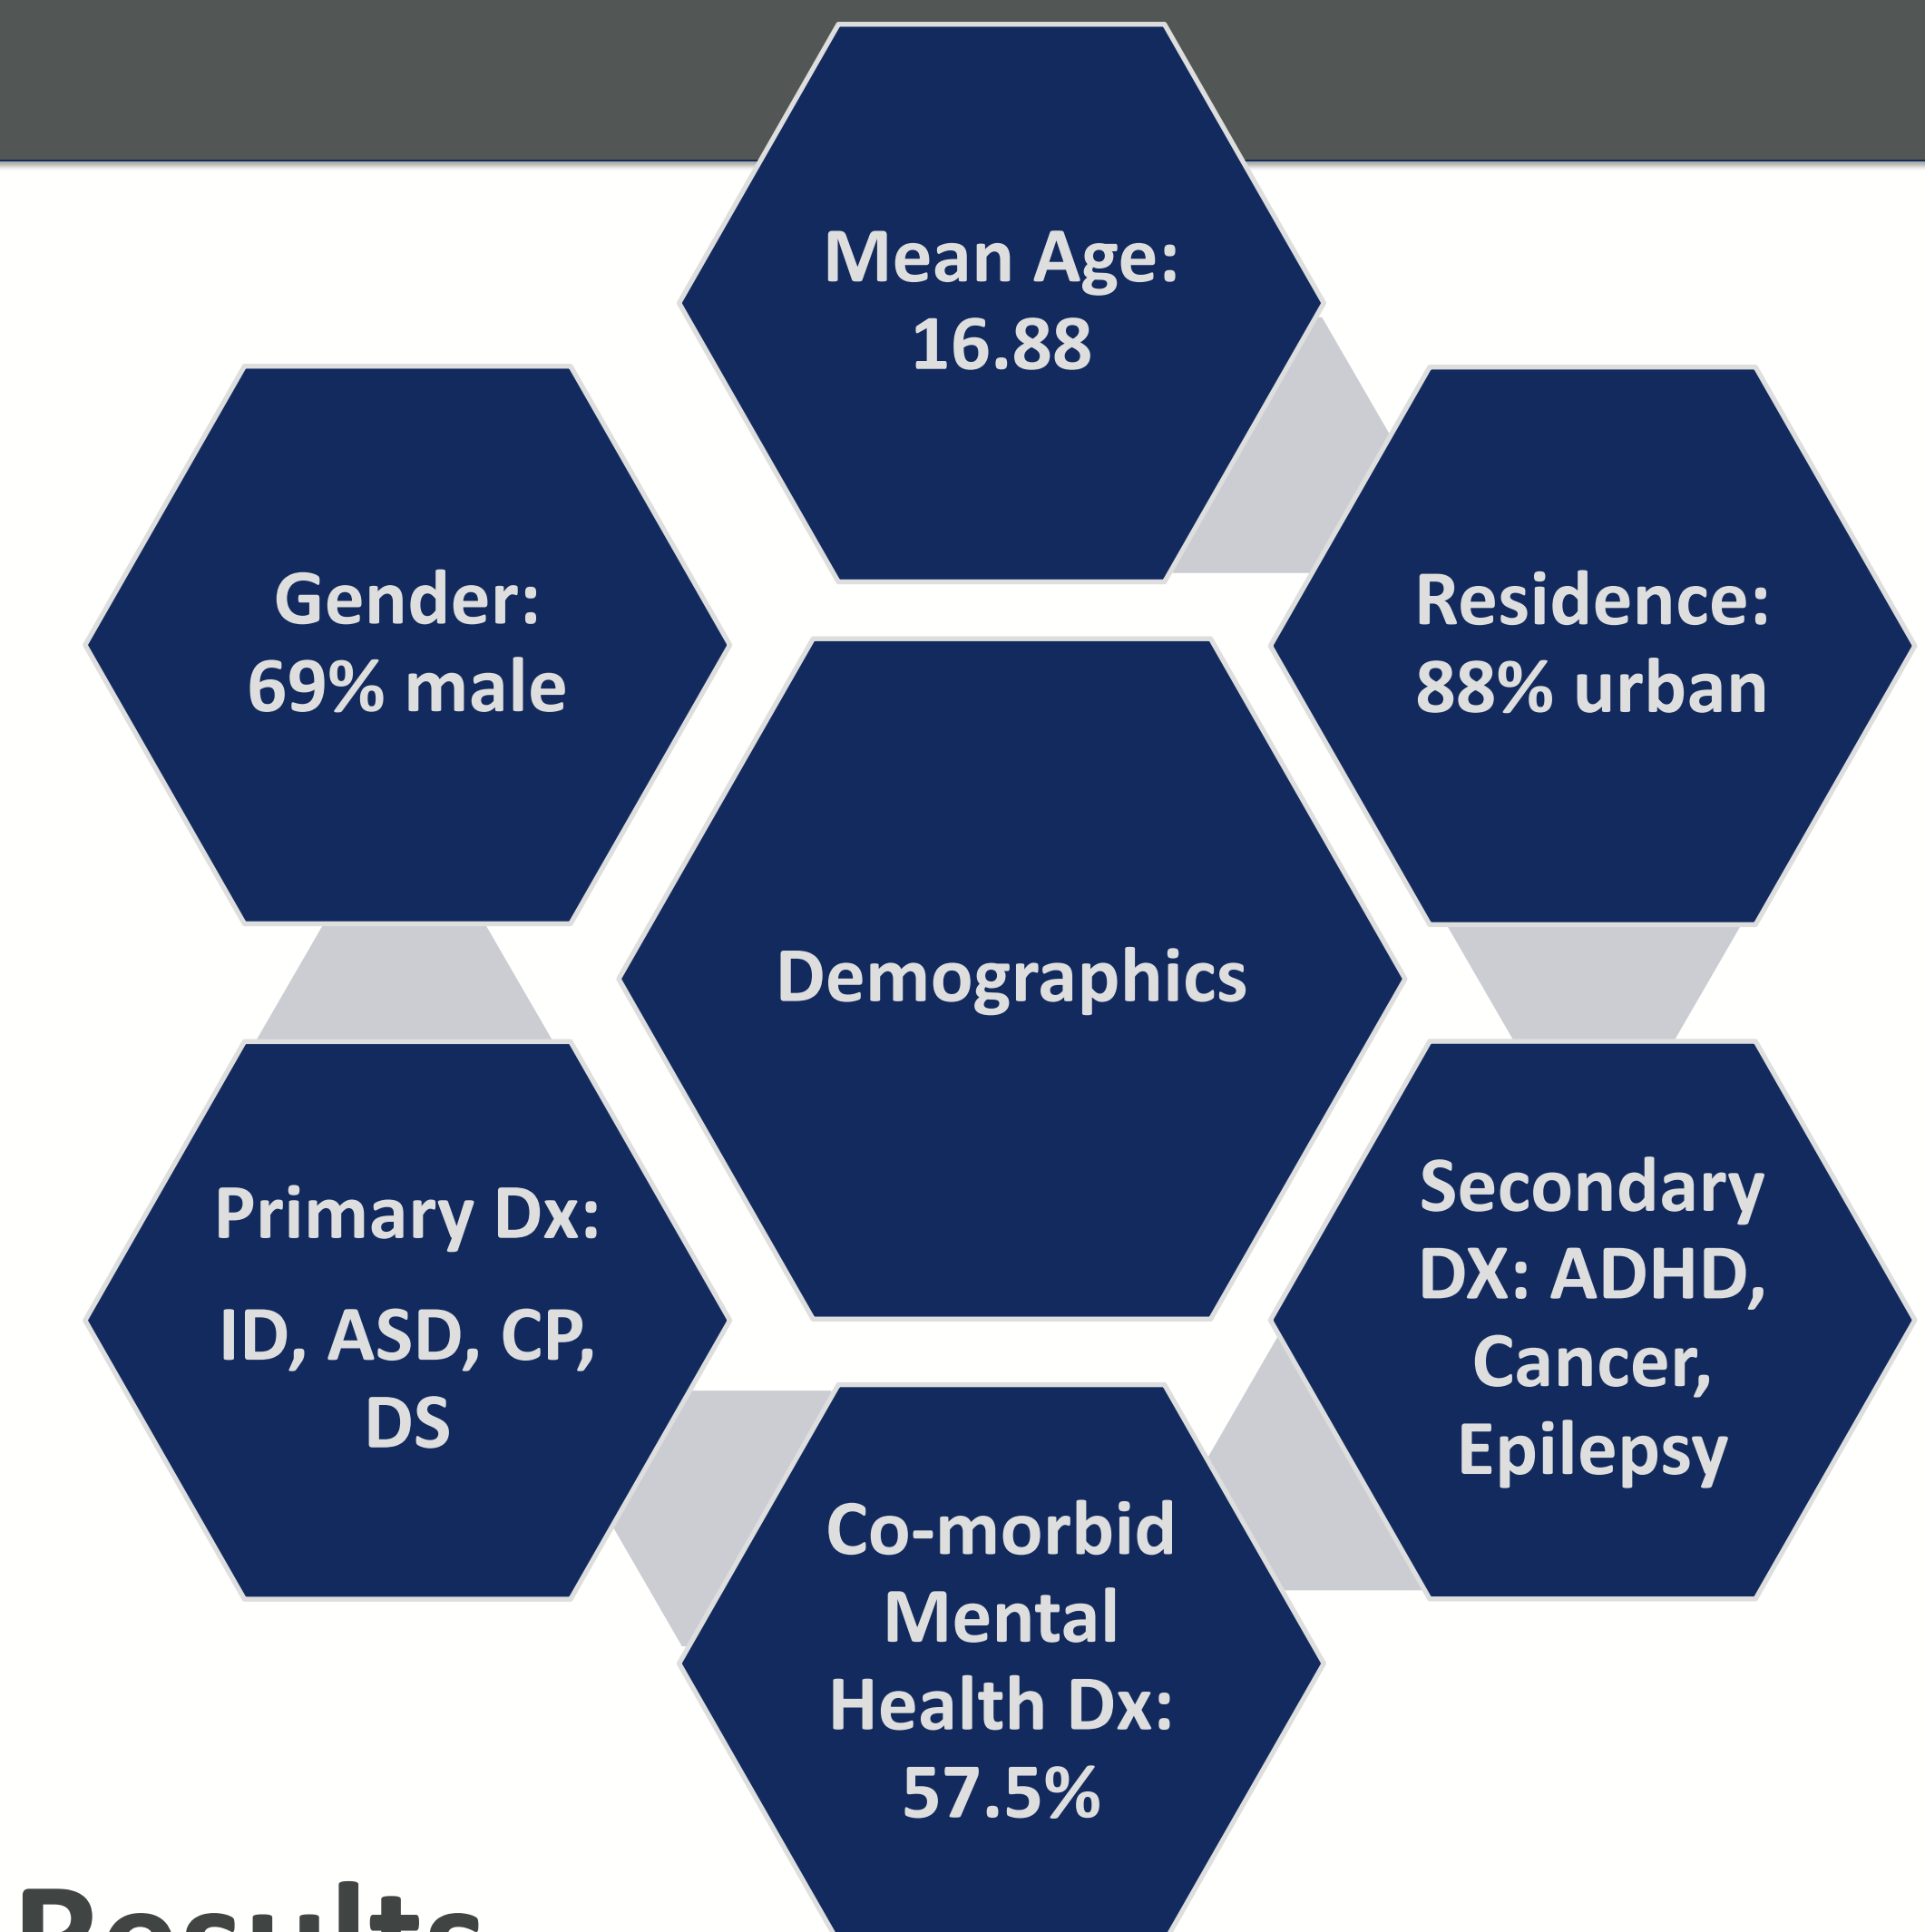 Mean Age:
16.88
Gender:
69% male
Residence:
88% urban
Demographics
Primary Dx:
ID, ASD, CP,
DS
Secondary
DX: ADHD,
Cancer,
Epilepsy
Co-morbid
Mental
Health Dx:
57.5%
Results